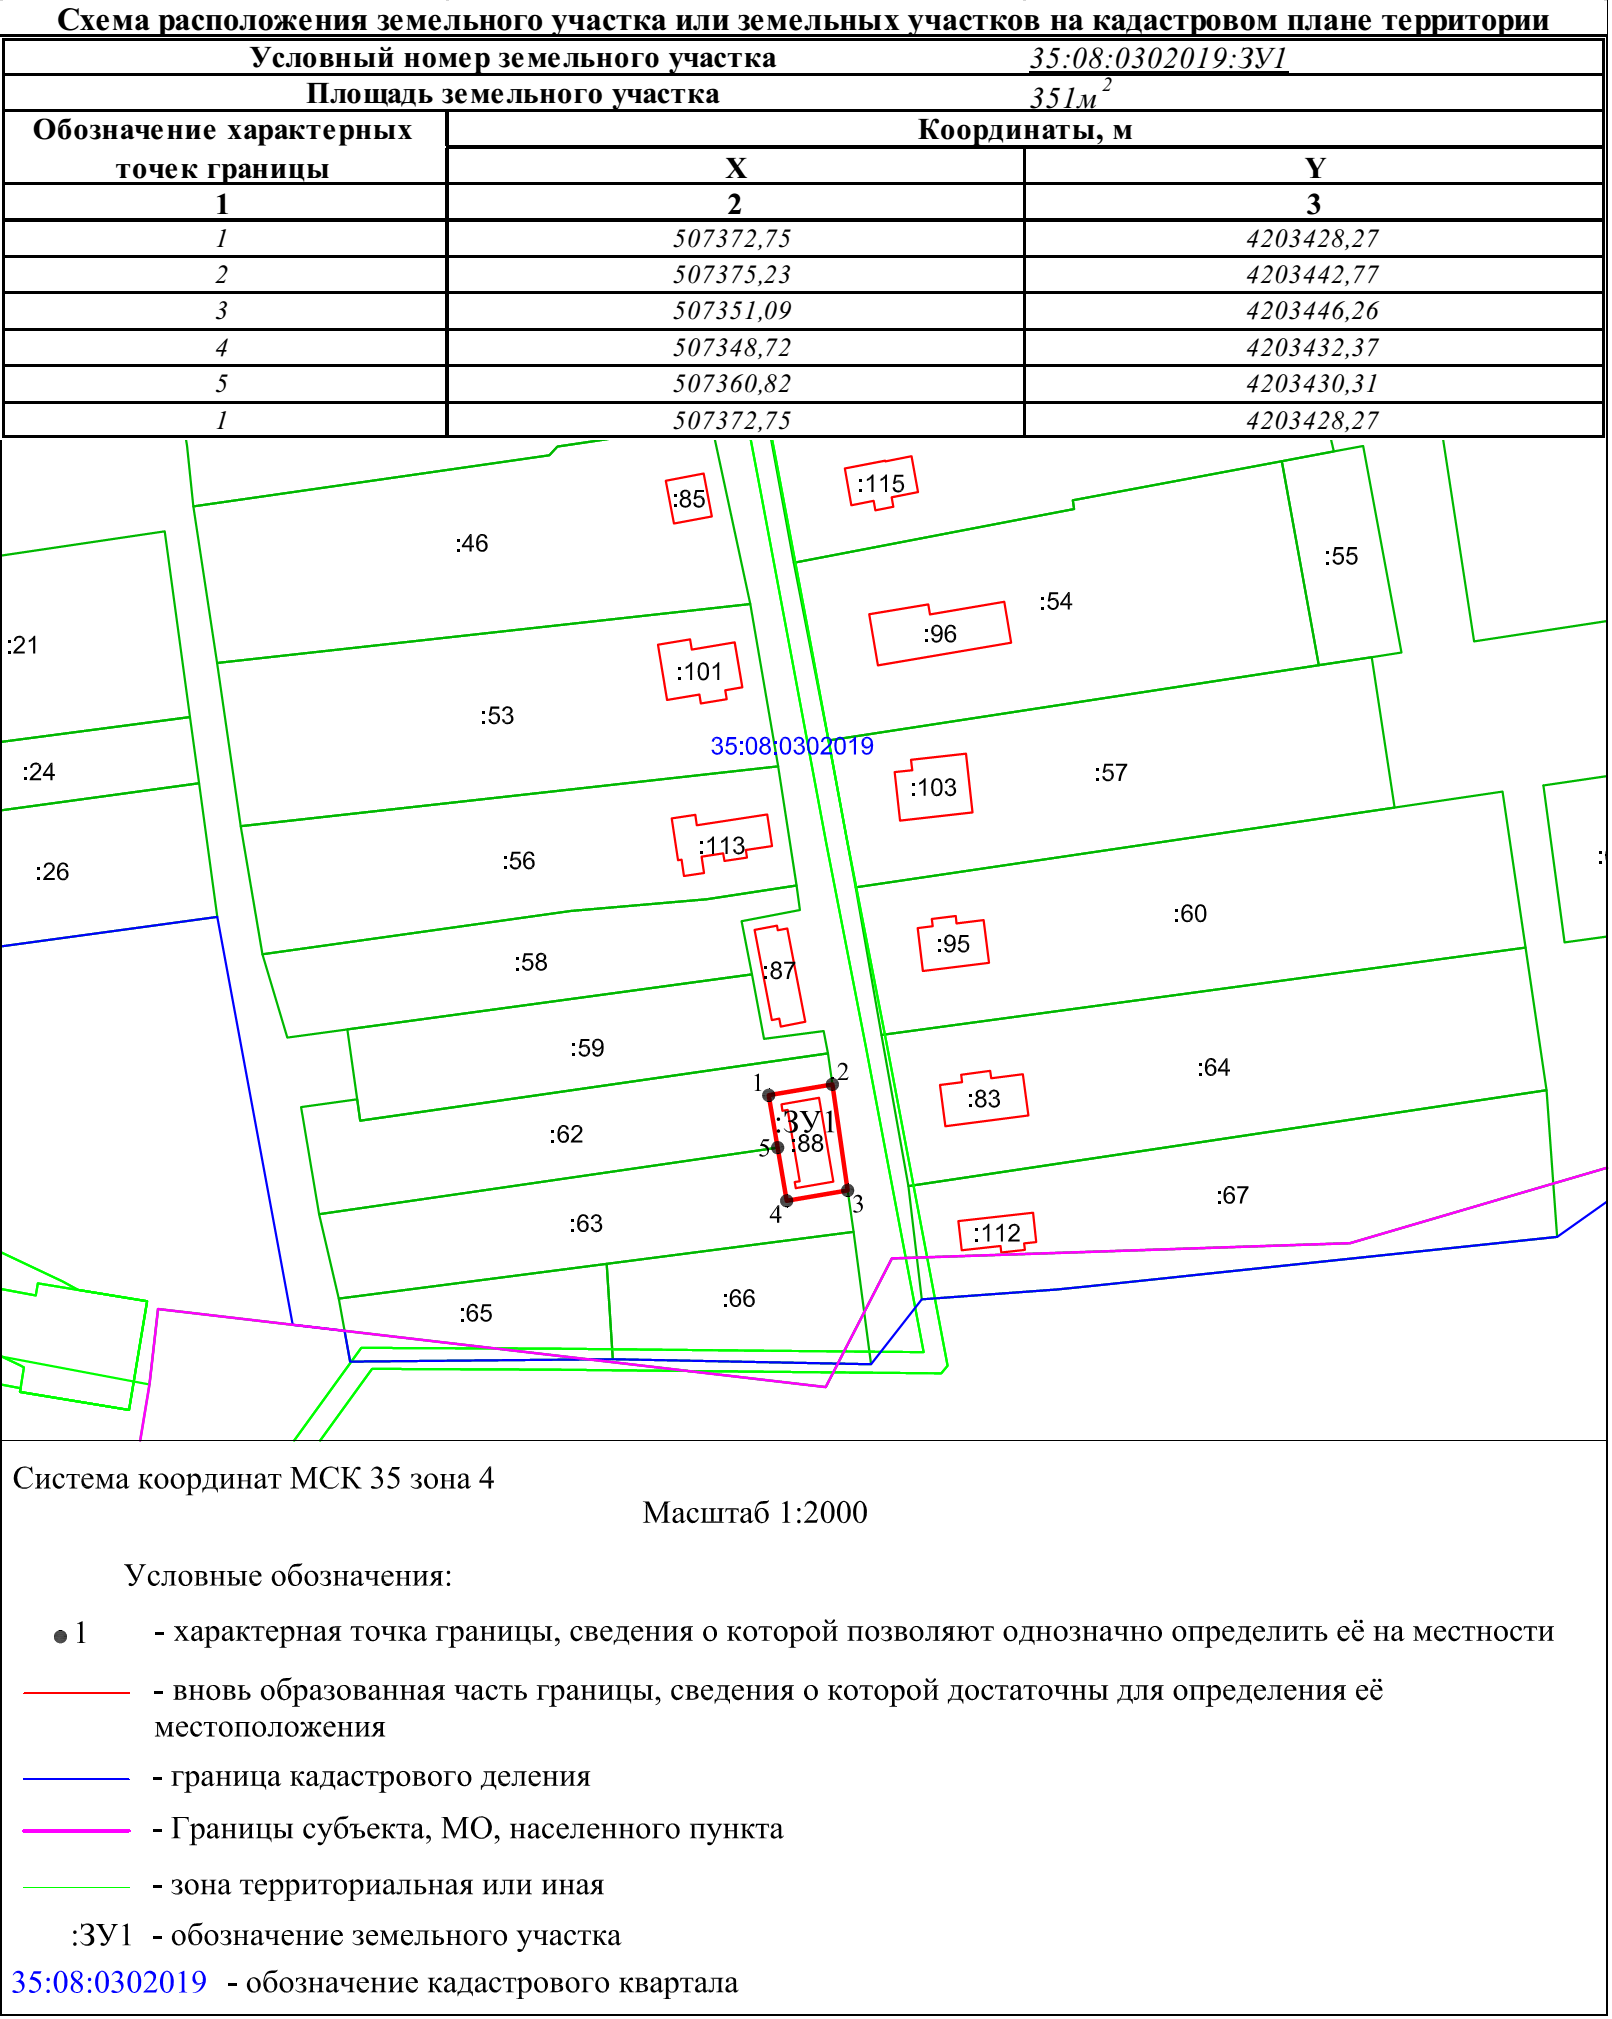 Схема расположения земельного участка или земельных участков на кадастровом плане территории
Условный номер земельного участка 35:08:0302019:ЗУ1
Площадь земельного участка 351м²
Обозначение характерных точек границы Координаты, м
X Y
1 2 3
1 507372,75 4203428,27
2 507375,23 4203442,77
3 507351,09 4203446,26
4 507348,72 4203432,37
5 507360,82 4203430,31
1 507372,75 4203428,27
:115
:85
:46
:55
:54
:96
:21
:101
:53
35:08:0302019
:24
:57
:103
:113
:56
:26
:60
:95
:58
:87
:59
:64
2
1
:83
:ЗУ1
:62
5
:88
:67
3
4
:63
:112
:66
:65
Система координат МСК 35 зона 4
Масштаб 1:2000
Условные обозначения:
1 - характерная точка границы, сведения о которой позволяют однозначно определить её на местности
- вновь образованная часть границы, сведения о которой достаточны для определения её
местоположения
- граница кадастрового деления
- Границы субъекта, МО, населенного пункта
- зона территориальная или иная
:ЗУ1 - обозначение земельного участка
35:08:0302019 - обозначение кадастрового квартала